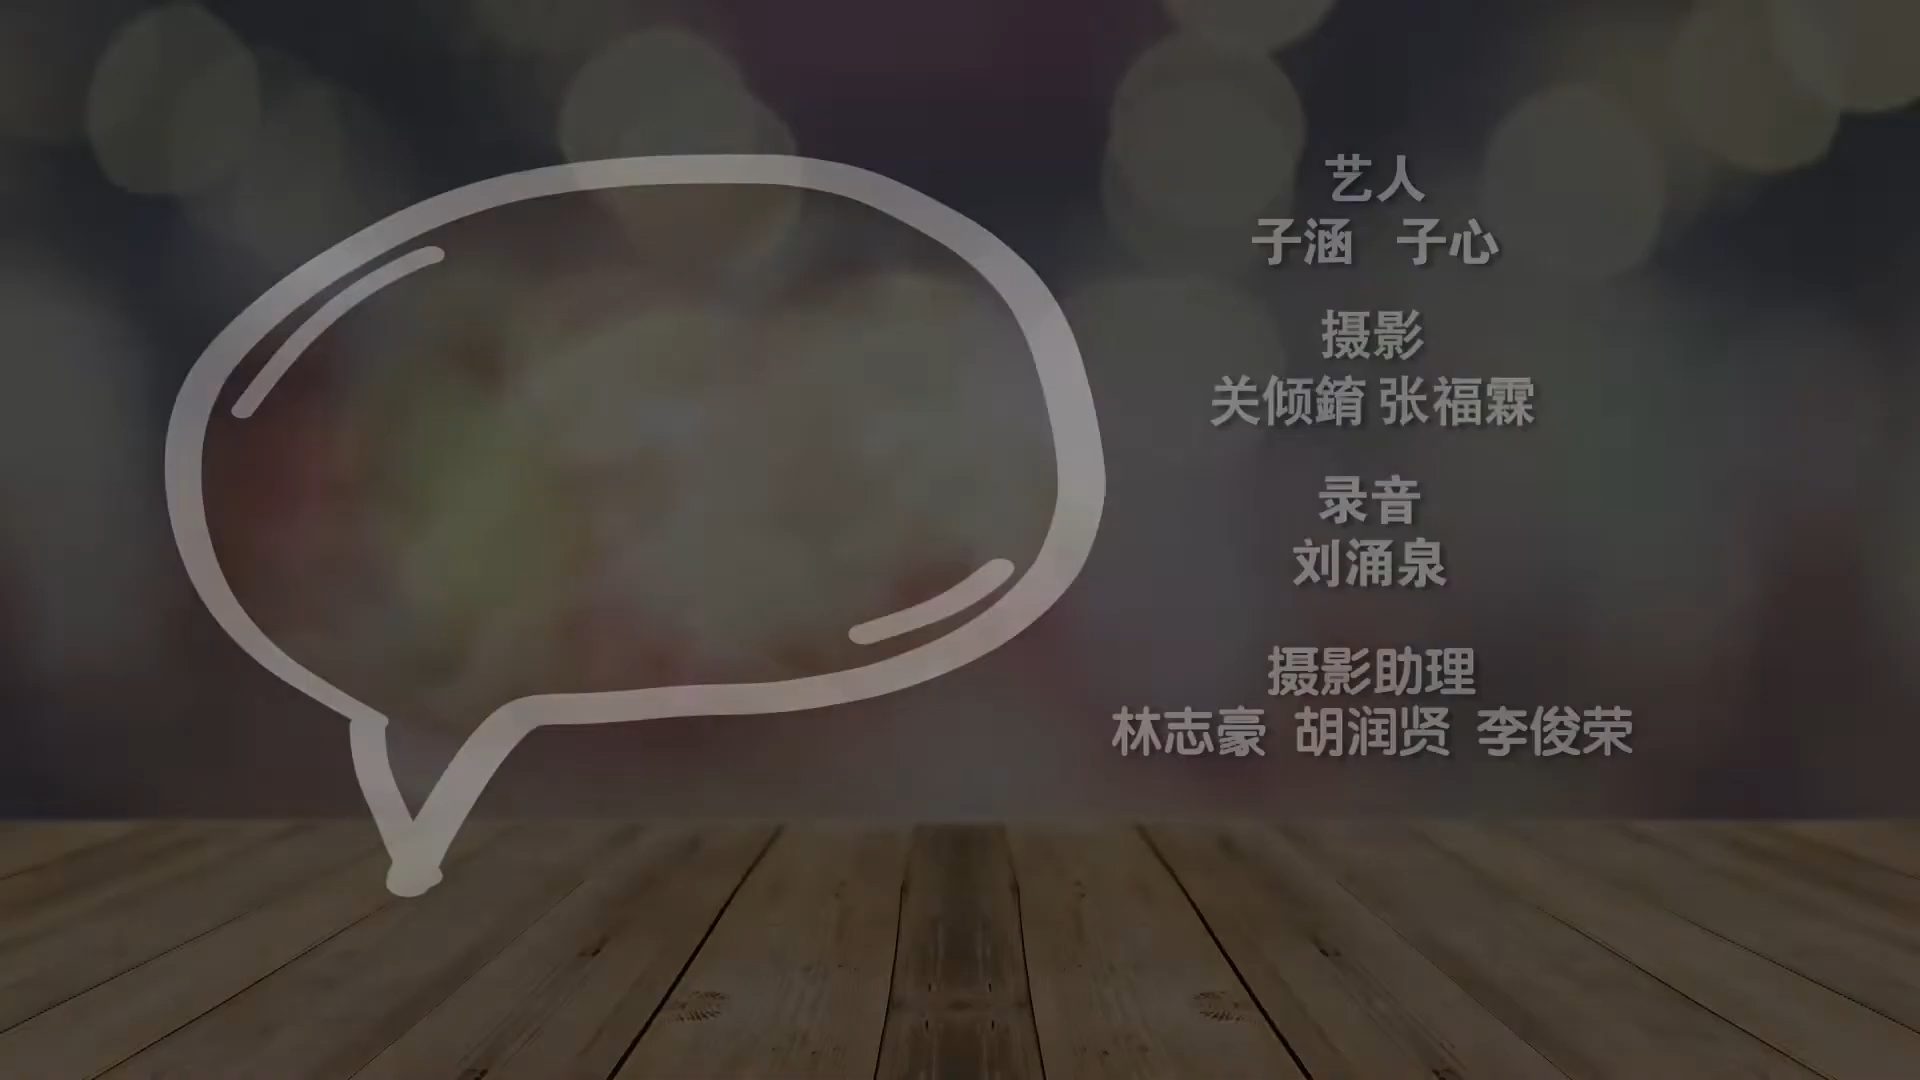 艺人
子涵 子心
摄影
关倾錥 张福霖
录音
刘涌泉
摄影助理
林志豪 胡润贤 李俊荣